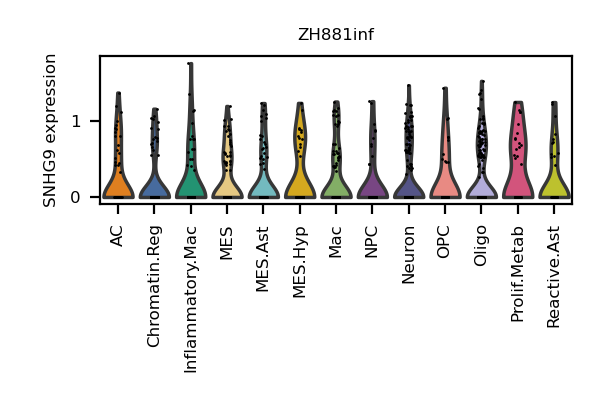 ZH881inf
SNHG9 expression
1
0
AC
Chromatin.Reg
Inflammatory.Mac
MES
MES.Ast
MES.Hyp
Mac
NPC
Neuron
OPC
Oligo
Prolif.Metab
Reactive.Ast